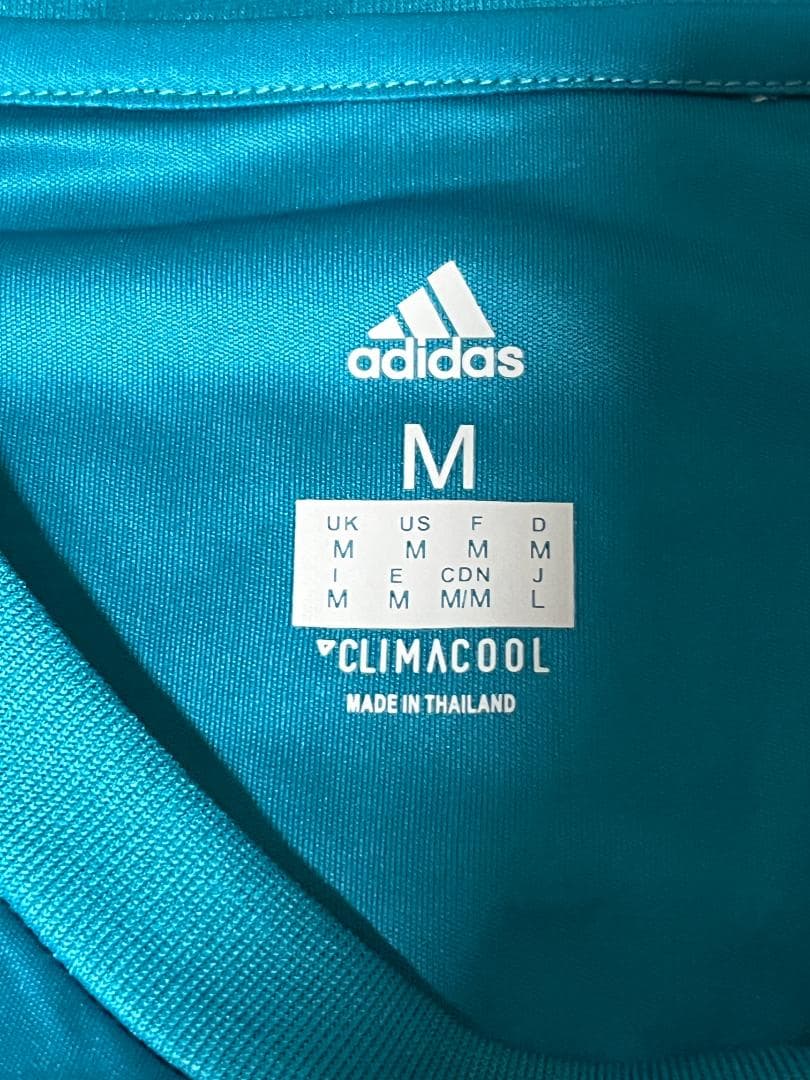 adidas
M
UK US F D
M M M M
I E CDN J
M M M/M L
CLIMACOOL
MADE IN THAILAND